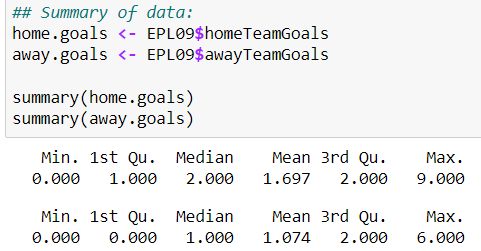 ## Summary of data:
home.goals <- EPL09$homeTeamGoals
away.goals <- EPL09$awayTeamGoals
summary(home.goals)
summary(away.goals)
Min. 1st Qu. Median Mean 3rd Qu. Max.
0.000 1.000 2.000 1.697 2.000 9.000
Min. 1st Qu. Median Mean 3rd Qu. Max.
0.000 0.000 1.000 1.074 2.000 6.000